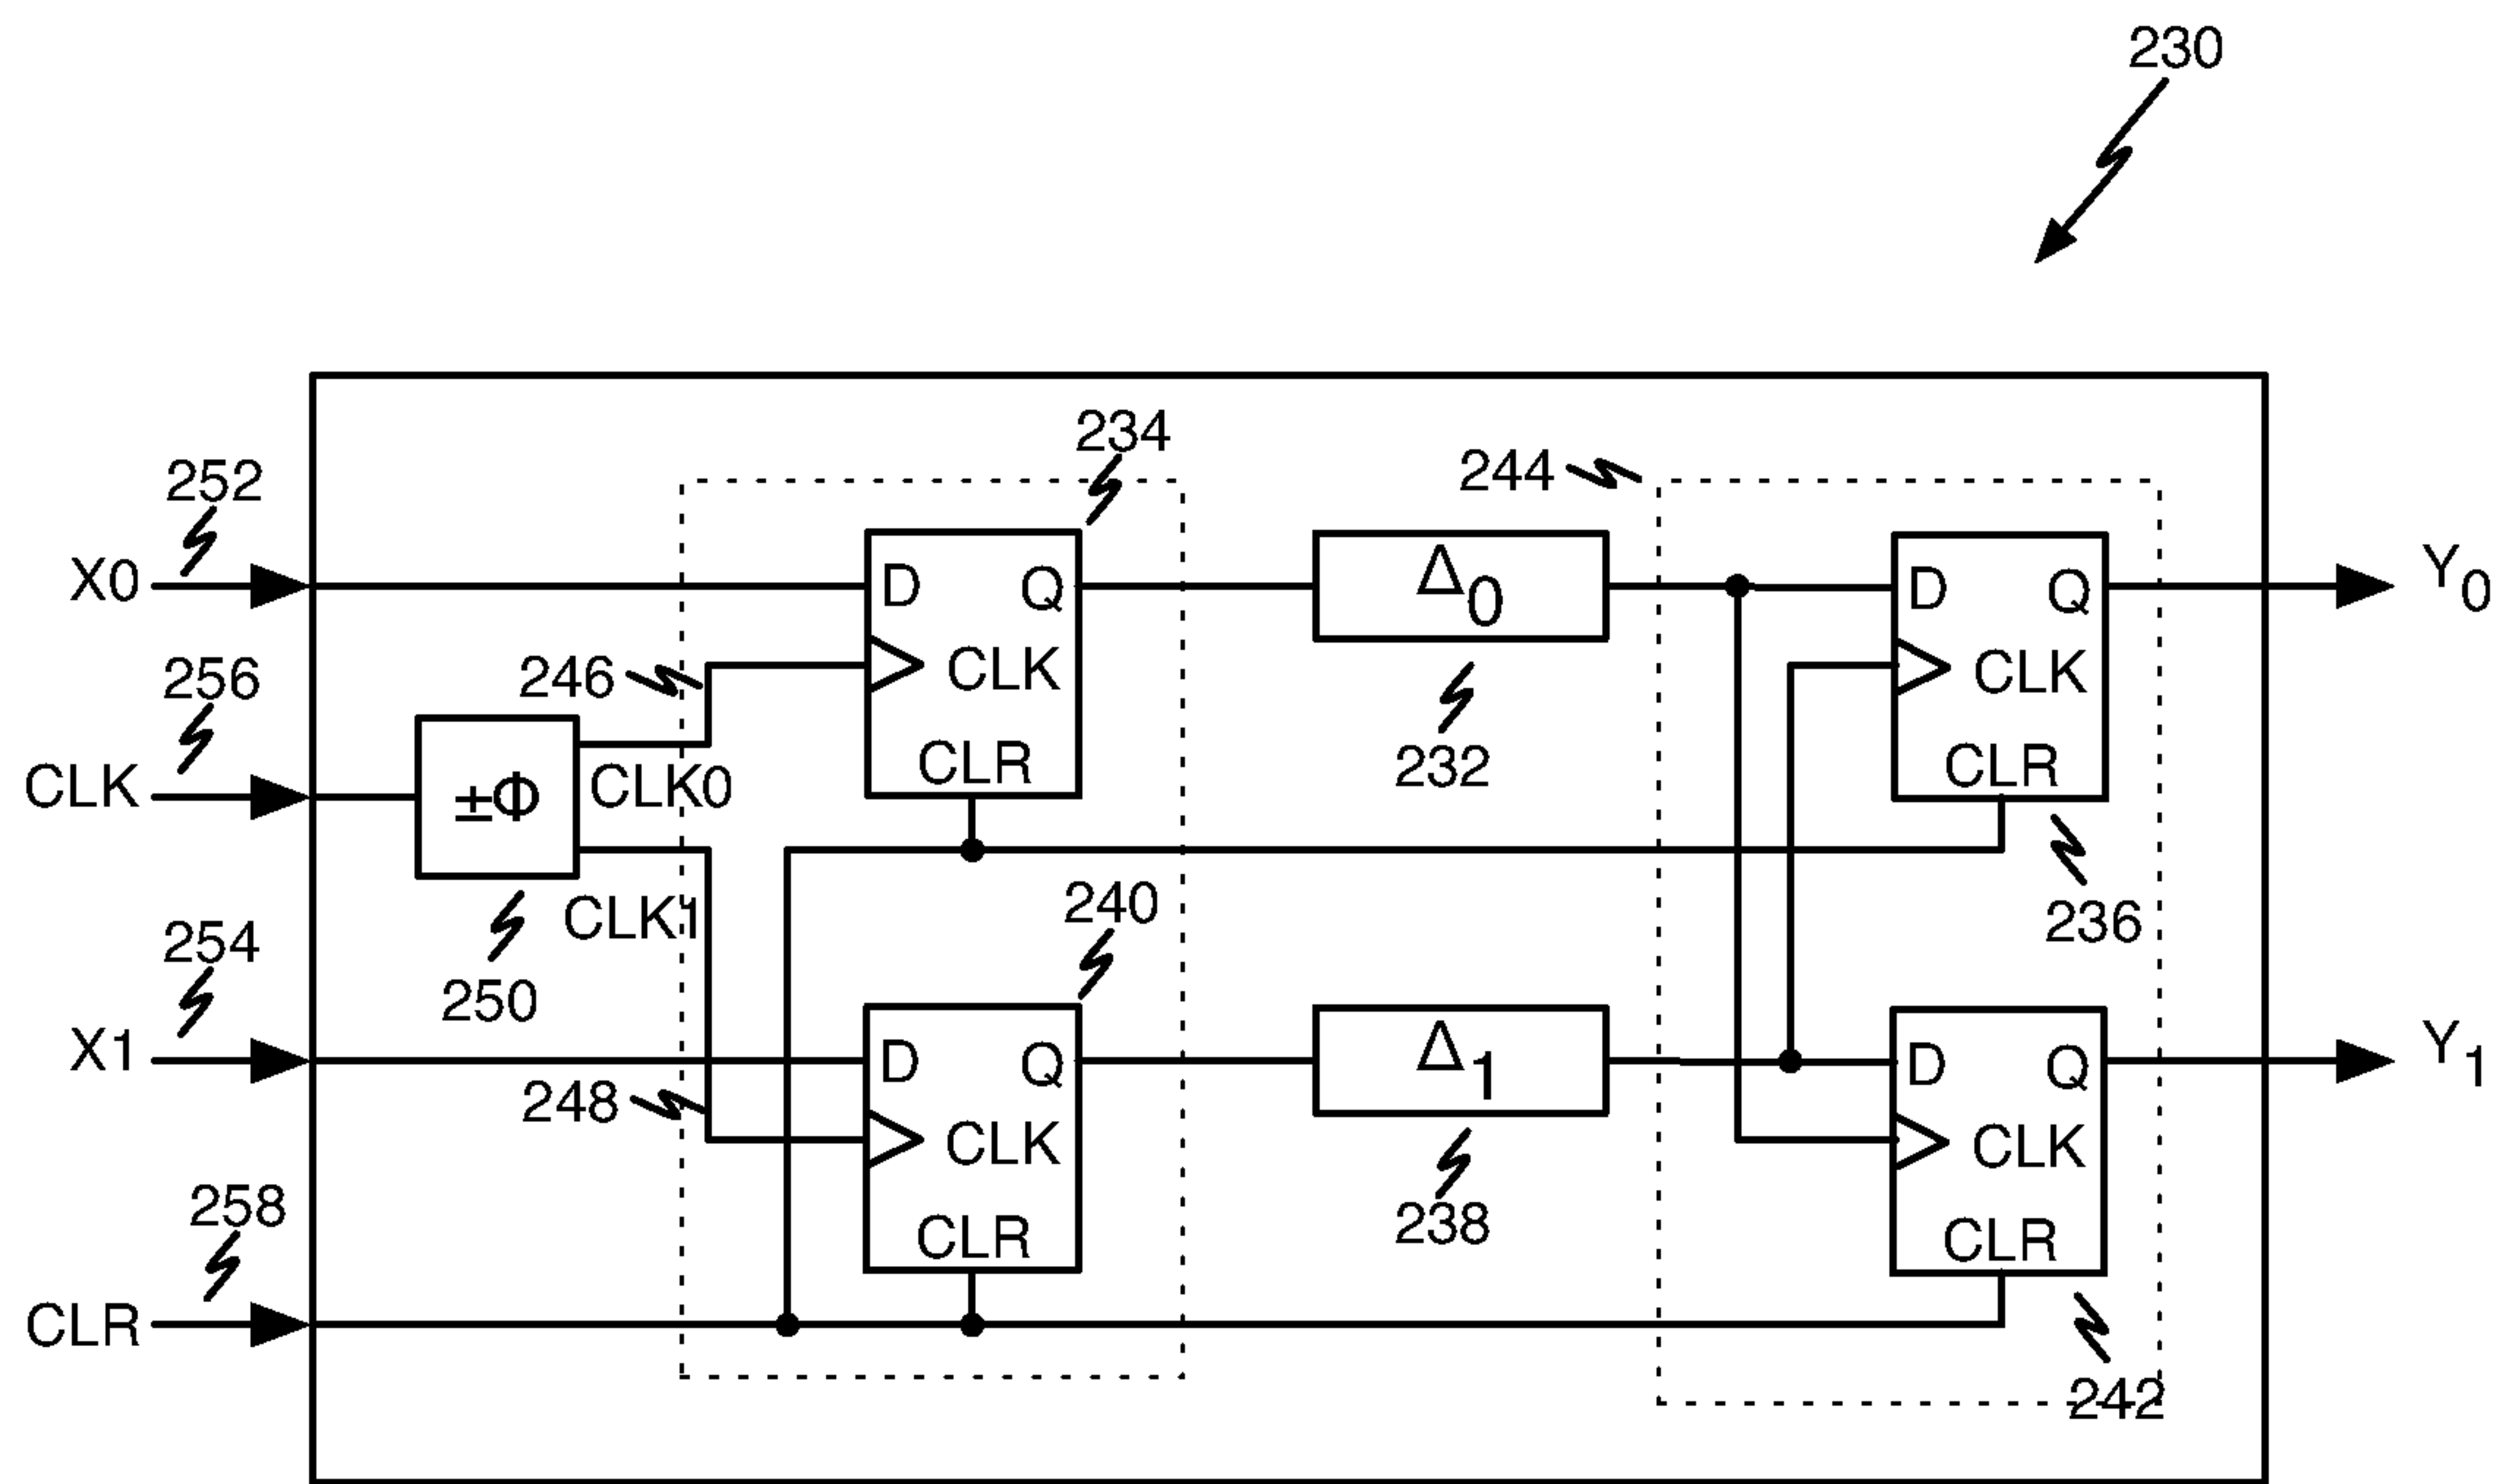 230
234
252
244
X0
D Q
Δ0
D Q
Y0
246
CLK
CLK
256
232
CLR
CLR
CLK
±Φ
CLK0
240
236
254
CLK1
250
X1
D Q
Δ1
D Q
Y1
248
CLK
CLK
258
238
CLR
CLR
CLR
242